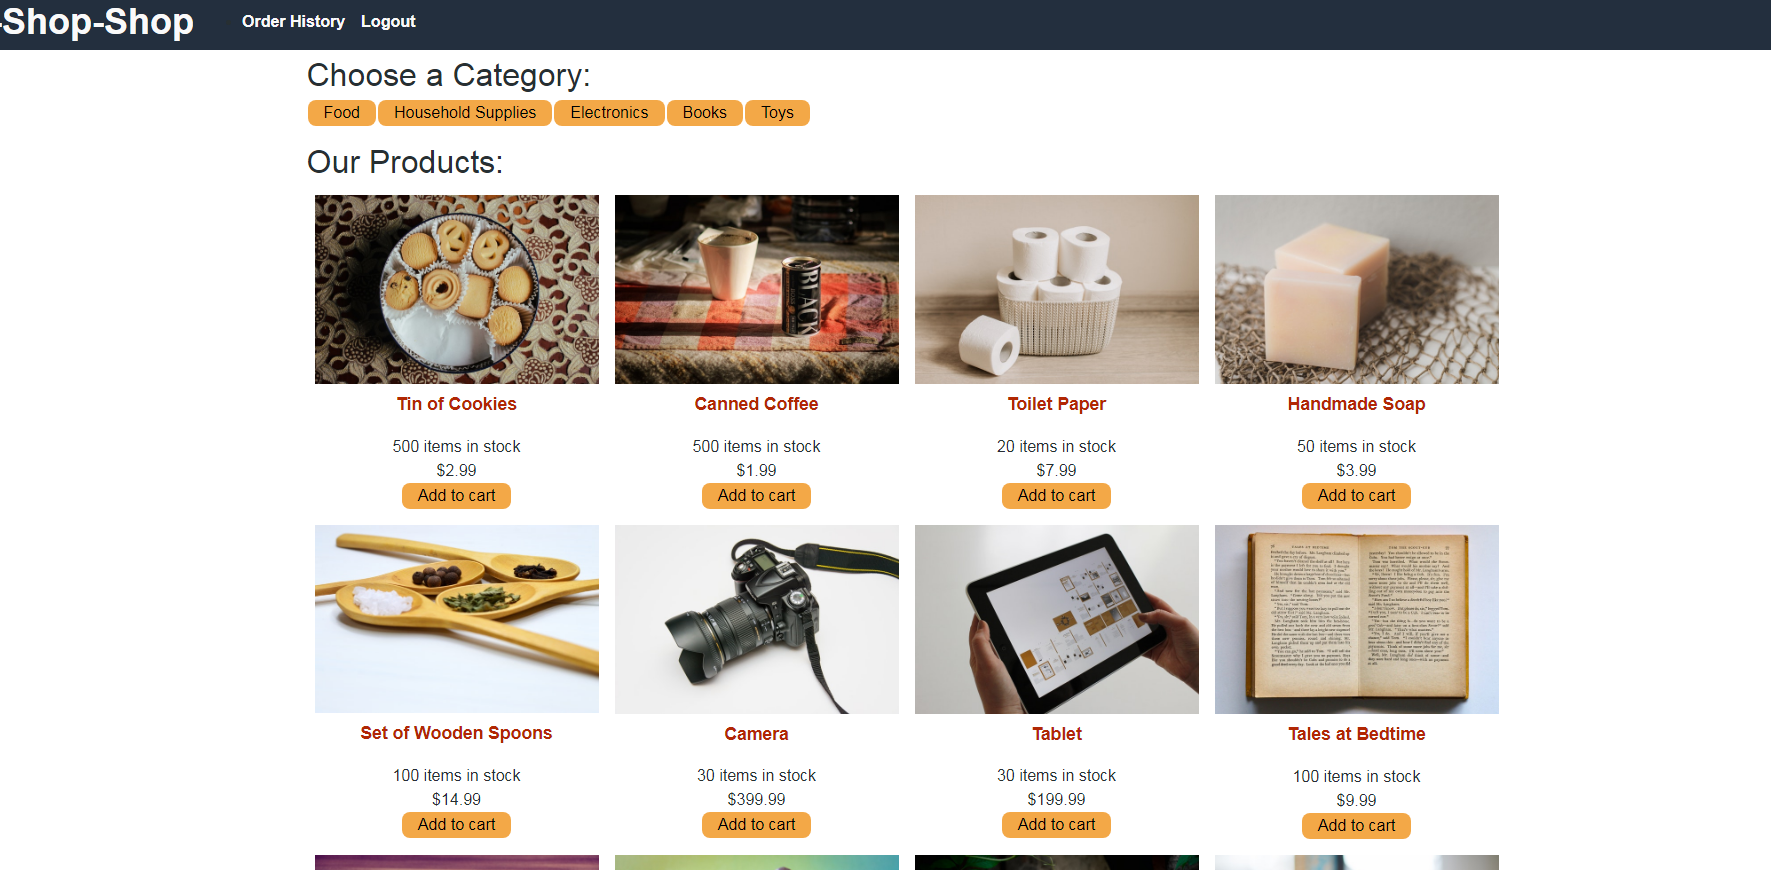 -Shop-Shop
Order History Logout
Choose a Category:
Food Household Supplies Electronics Books Toys
Our Products:
BLACK
Tin of Cookies
500 items in stock
$2.99
Add to cart
Canned Coffee
500 items in stock
$1.99
Add to cart
Toilet Paper
20 items in stock
$7.99
Add to cart
Handmade Soap
50 items in stock
$3.99
Add to cart
Set of Wooden Spoons
100 items in stock
$14.99
Add to cart
Camera
30 items in stock
$399.99
Add to cart
Tablet
30 items in stock
$199.99
Add to cart
Tales at Bedtime
100 items in stock
$9.99
Add to cart